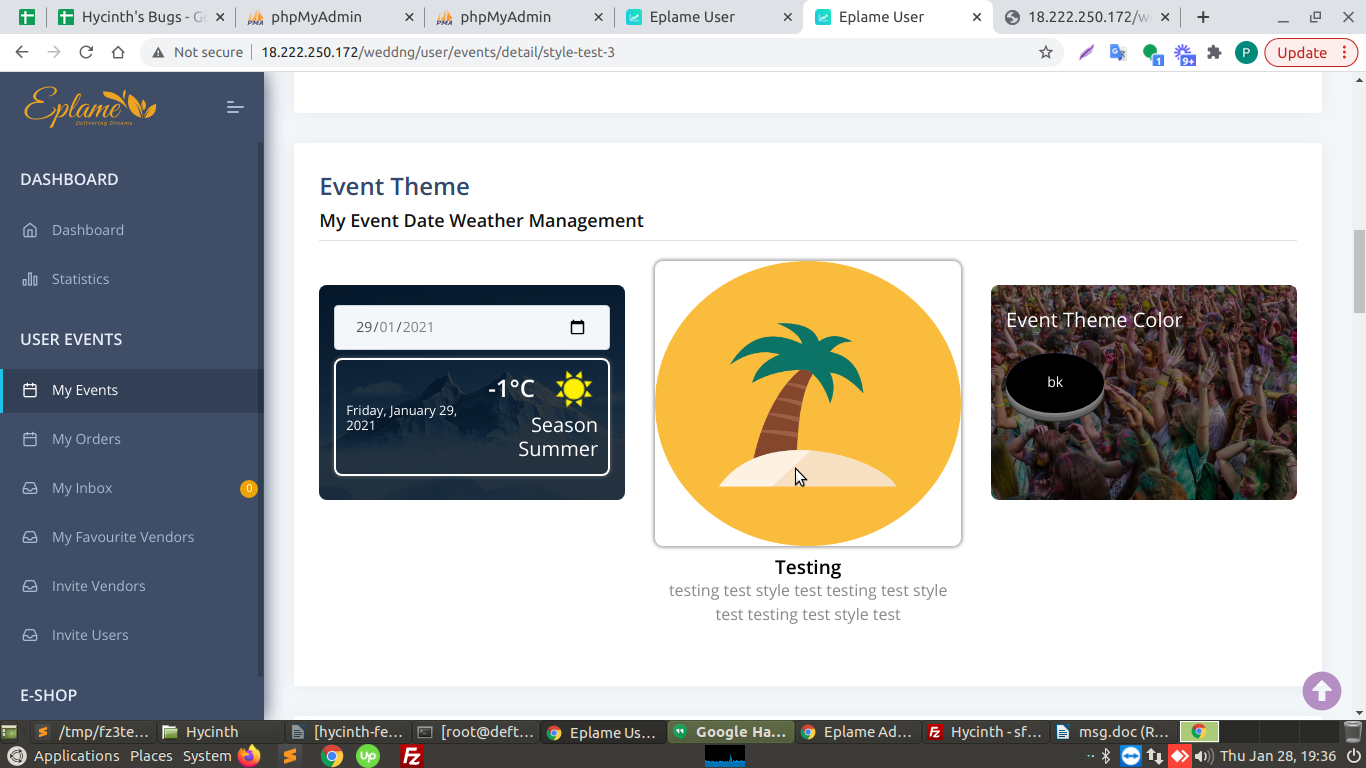 Hycinth's Bugs - Go
phpMyAdmin
phpMyAdmin
Eplame User
Eplame User
18.222.250.172/we
Not secure
18.222.250.172/weddng/user/events/detail/style-test-3
1
9+
P
Update
Eplame
Delivering Dreams
DASHBOARD
Dashboard
Statistics
USER EVENTS
My Events
My Orders
My Inbox
0
My Favourite Vendors
Invite Vendors
Invite Users
E-SHOP
Event Theme
My Event Date Weather Management
29/01/2021
-1°C
Friday, January 29,
2021
Season
Summer
Testing
testing test style test testing test style
test testing test style test
Event Theme Color
bk
/tmp/fz3te...
Hycinth
[hycinth-fe...
[root@deft...
Eplame Us...
Google Ha...
Eplame Ad...
Hycinth - sf...
msg.doc (R...
Applications
Places
System
Up
Thu Jan 28, 19:36